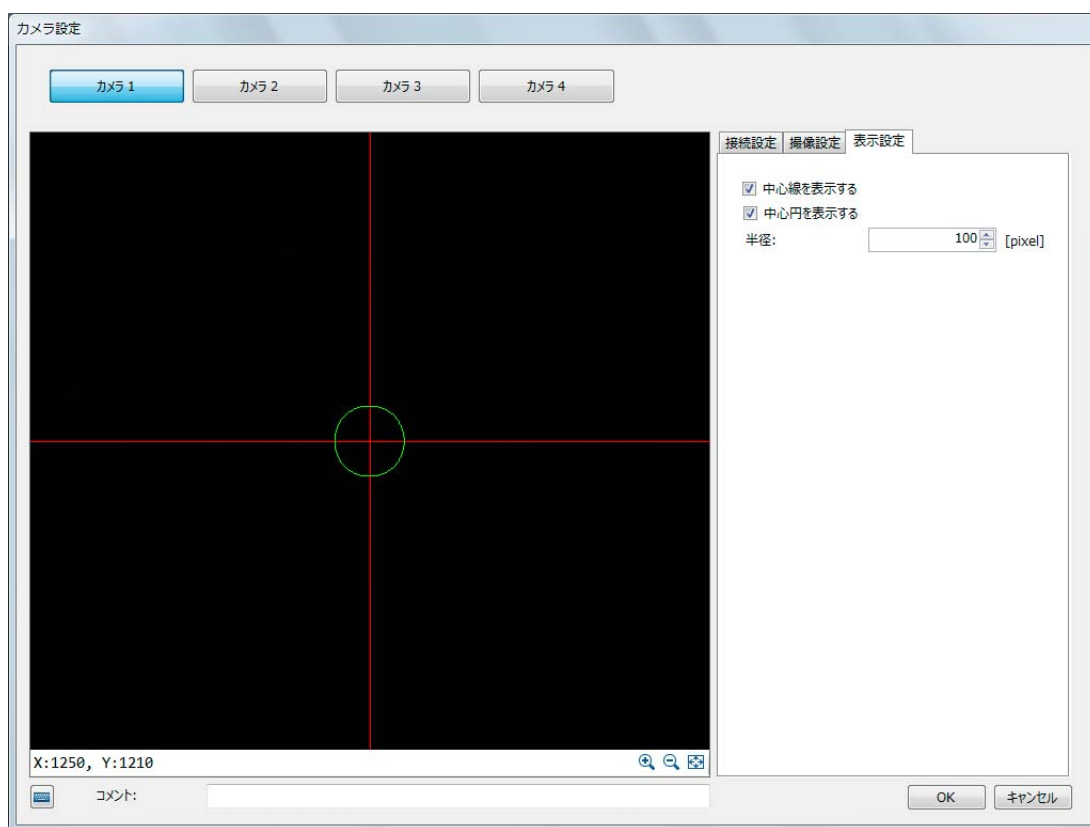 カメラ設定
カメラ 1 カメラ 2 カメラ 3 カメラ 4
接続設定 撮像設定 表示設定
中心線を表示する
中心円を表示する
半径: 100 [pixel]
X:1250, Y:1210
コメント: OK キャンセル